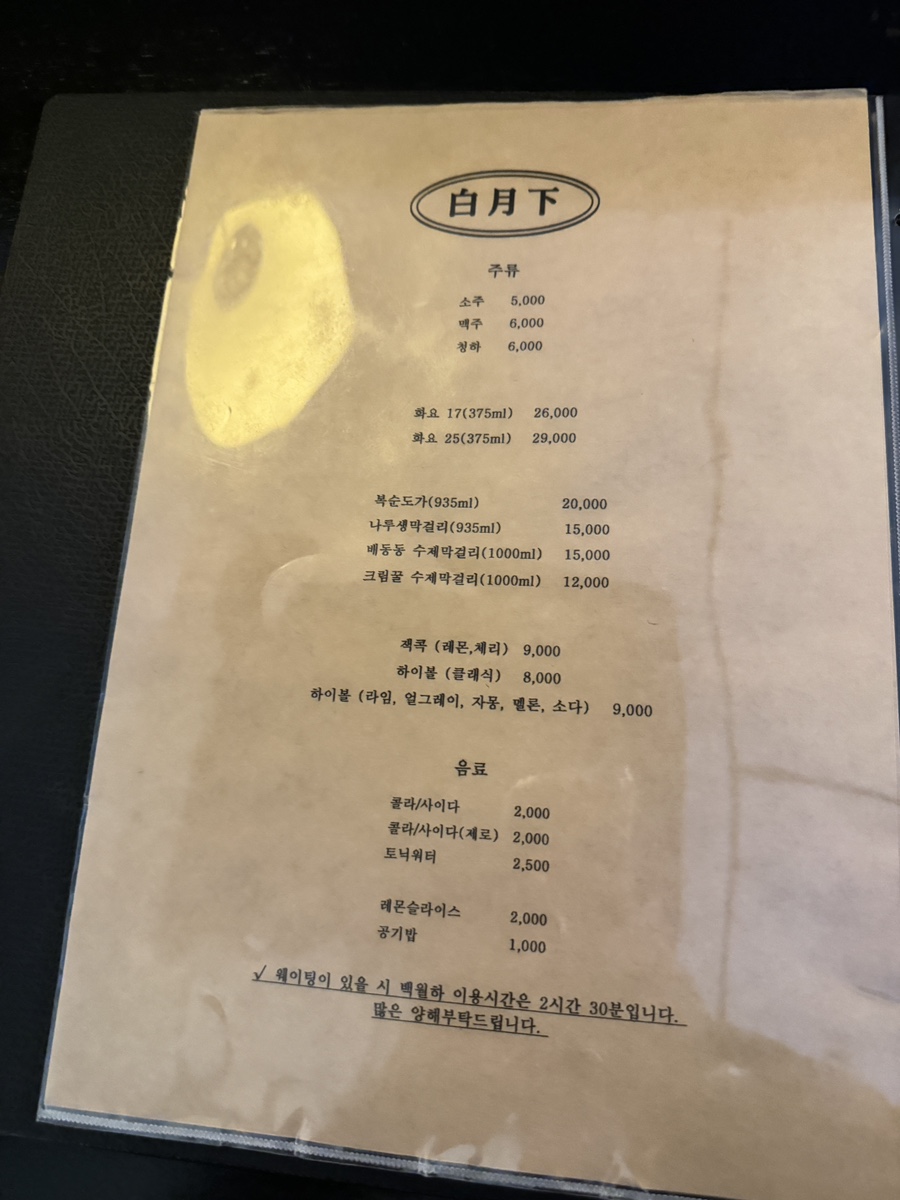 白月下
주류
소주 5,000
맥주 6,000
청하 6,000
화요 17(375ml) 26,000
화요 25(375ml) 29,000
복순도가(935ml) 20,000
나루생막걸리(935ml) 15,000
배동동 수제막걸리(1000ml) 15,000
크림꿀 수제막걸리(1000ml) 12,000
잭콕 (레몬,체리) 9,000
하이볼 (클래식) 8,000
하이볼 (라임, 얼그레이, 자몽, 멜론, 소다) 9,000
음료
콜라/사이다 2,000
콜라/사이다(제로) 2,000
토닉워터 2,500
레몬슬라이스 2,000
공기밥 1,000
√ 웨이팅이 있을 시 백월하 이용시간은 2시간 30분입니다.
많은 양해부탁드립니다.